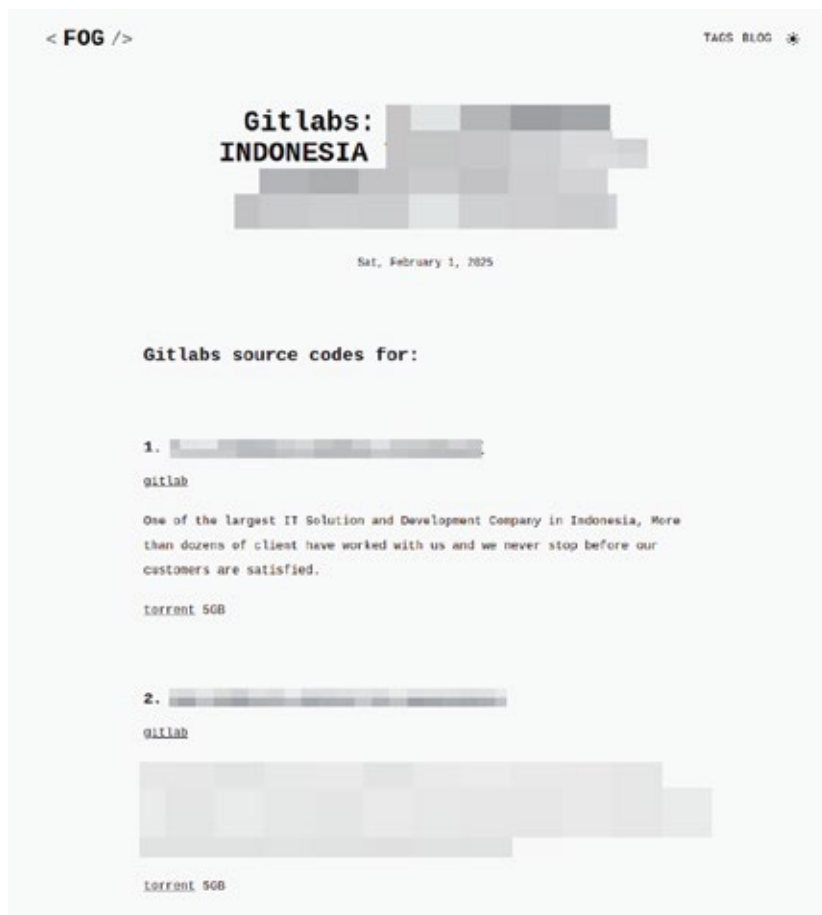 < FOG />
TAGS BLOG
Gitlabs:
INDONESIA
Sat, February 1, 2025
Gitlabs source codes for:
1.
gitlab
One of the largest IT Solution and Development Company in Indonesia, More
than dozens of client have worked with us and we never stop before our
customers are satisfied.
torrent 5GB
2.
gitlab
torrent 5GB